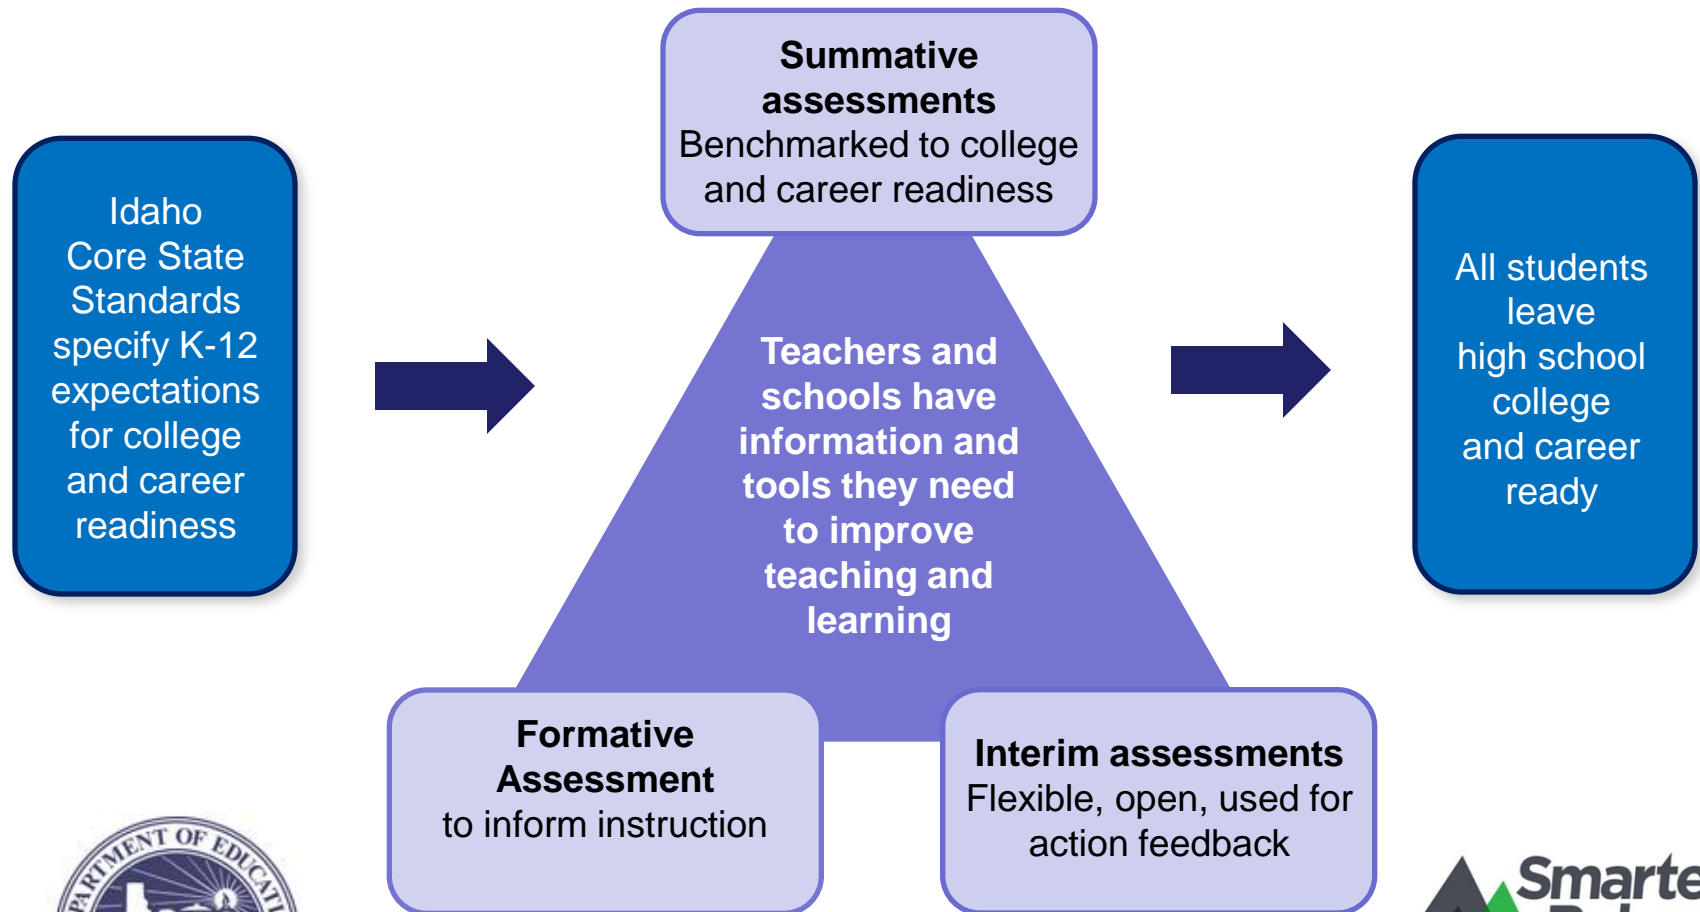 Summative
assessments
Benchmarked to college
and career readiness
Idaho
Core State
Standards
specify K-12
expectations
for college
and career
readiness
Teachers and
schools have
information and
tools they need
to improve
teaching and
learning
All students
leave
high school
college
and career
ready
Formative
Assessment
to inform instruction
Interim assessments
Flexible, open, used for
action feedback
OF
Smarte